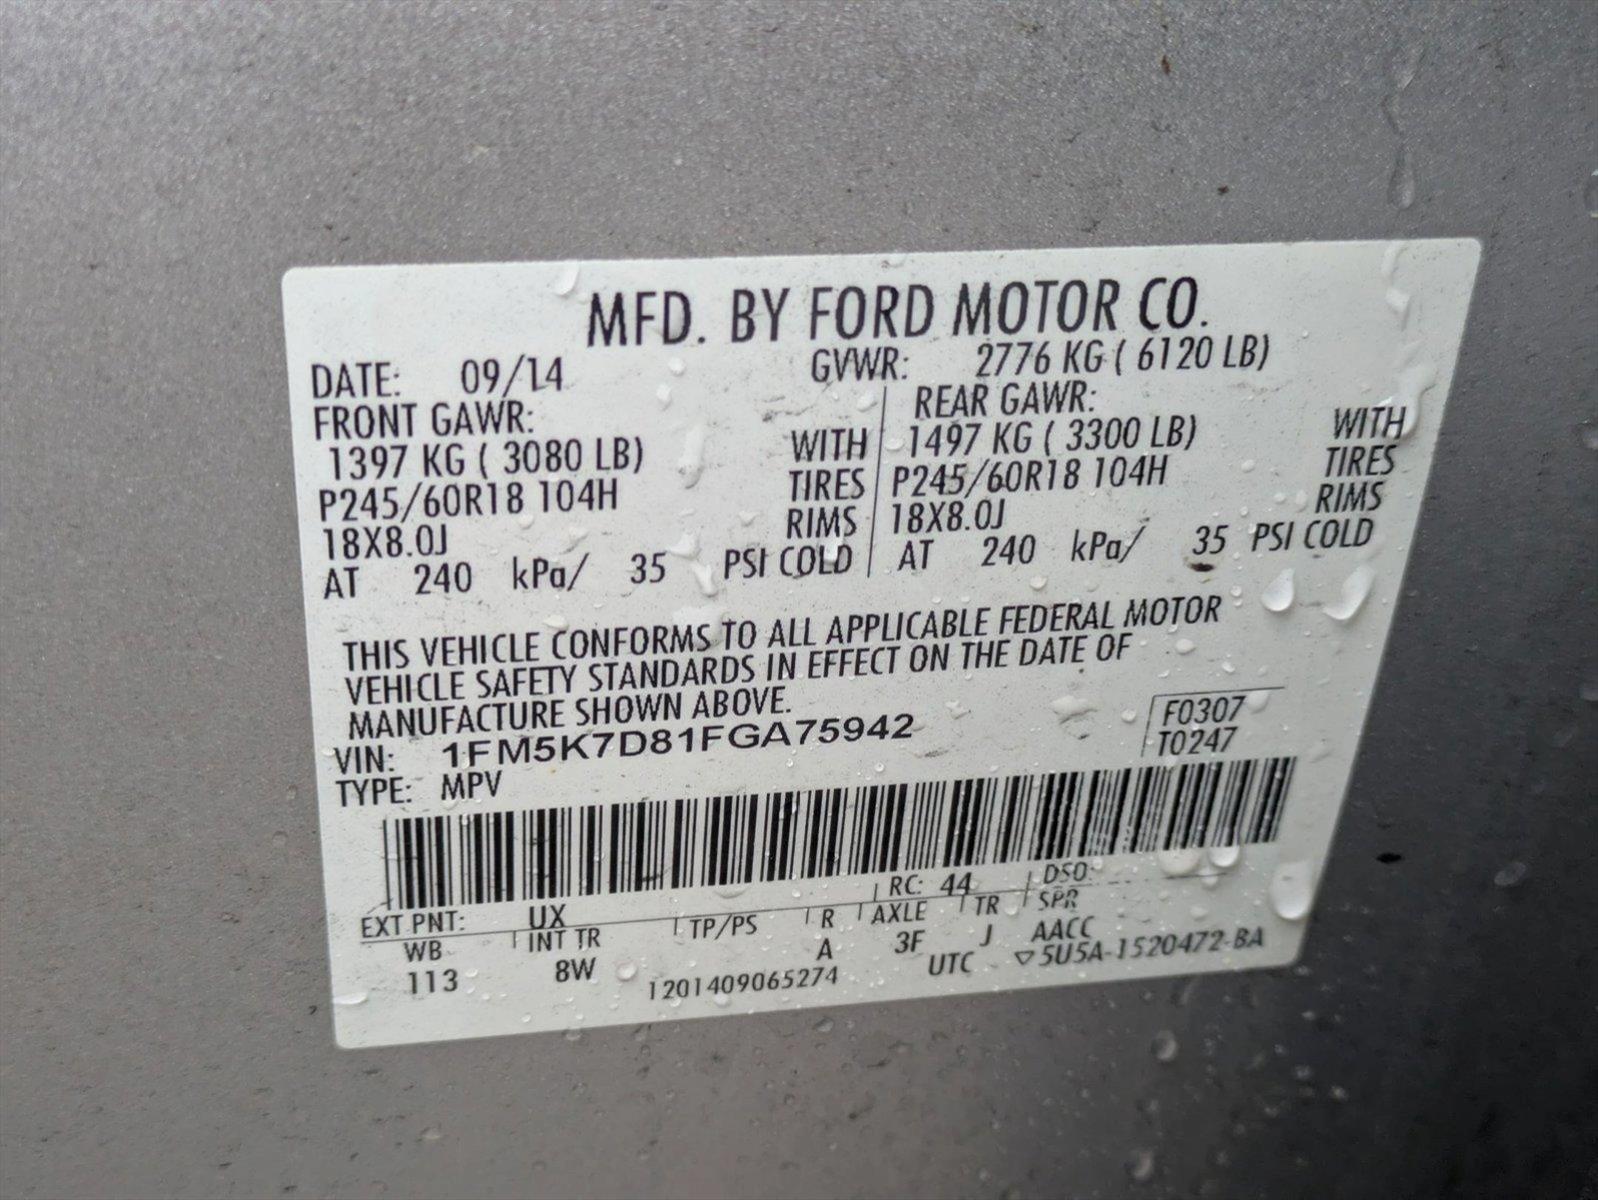 MFD. BY FORD MOTOR CO.
DATE: 09/14 GVWR: 2776 KG ( 6120 LB)
FRONT GAWR: REAR GAWR:
1397 KG ( 3080 LB) WITH 1497 KG ( 3300 LB) WITH
P245/60R18 104H TIRES P245/60R18 104H TIRES
18X8.0J RIMS 18X8.0J RIMS
AT 240 kPa/ 35 PSI COLD AT 240 kPa/ 35 PSI COLD
THIS VEHICLE CONFORMS TO ALL APPLICABLE FEDERAL MOTOR
VEHICLE SAFETY STANDARDS IN EFFECT ON THE DATE OF
MANUFACTURE SHOWN ABOVE.
VIN: 1FM5K7D81FGA75942 F0307
TYPE: MPV T0247
EXT PNT: UX RC: 44 DSO:
WB INT TR TP/PS R AXLE TR SPR
113 8W A 3F J AACC
1201409065274 UTC ▽5U5A-1520472-BA